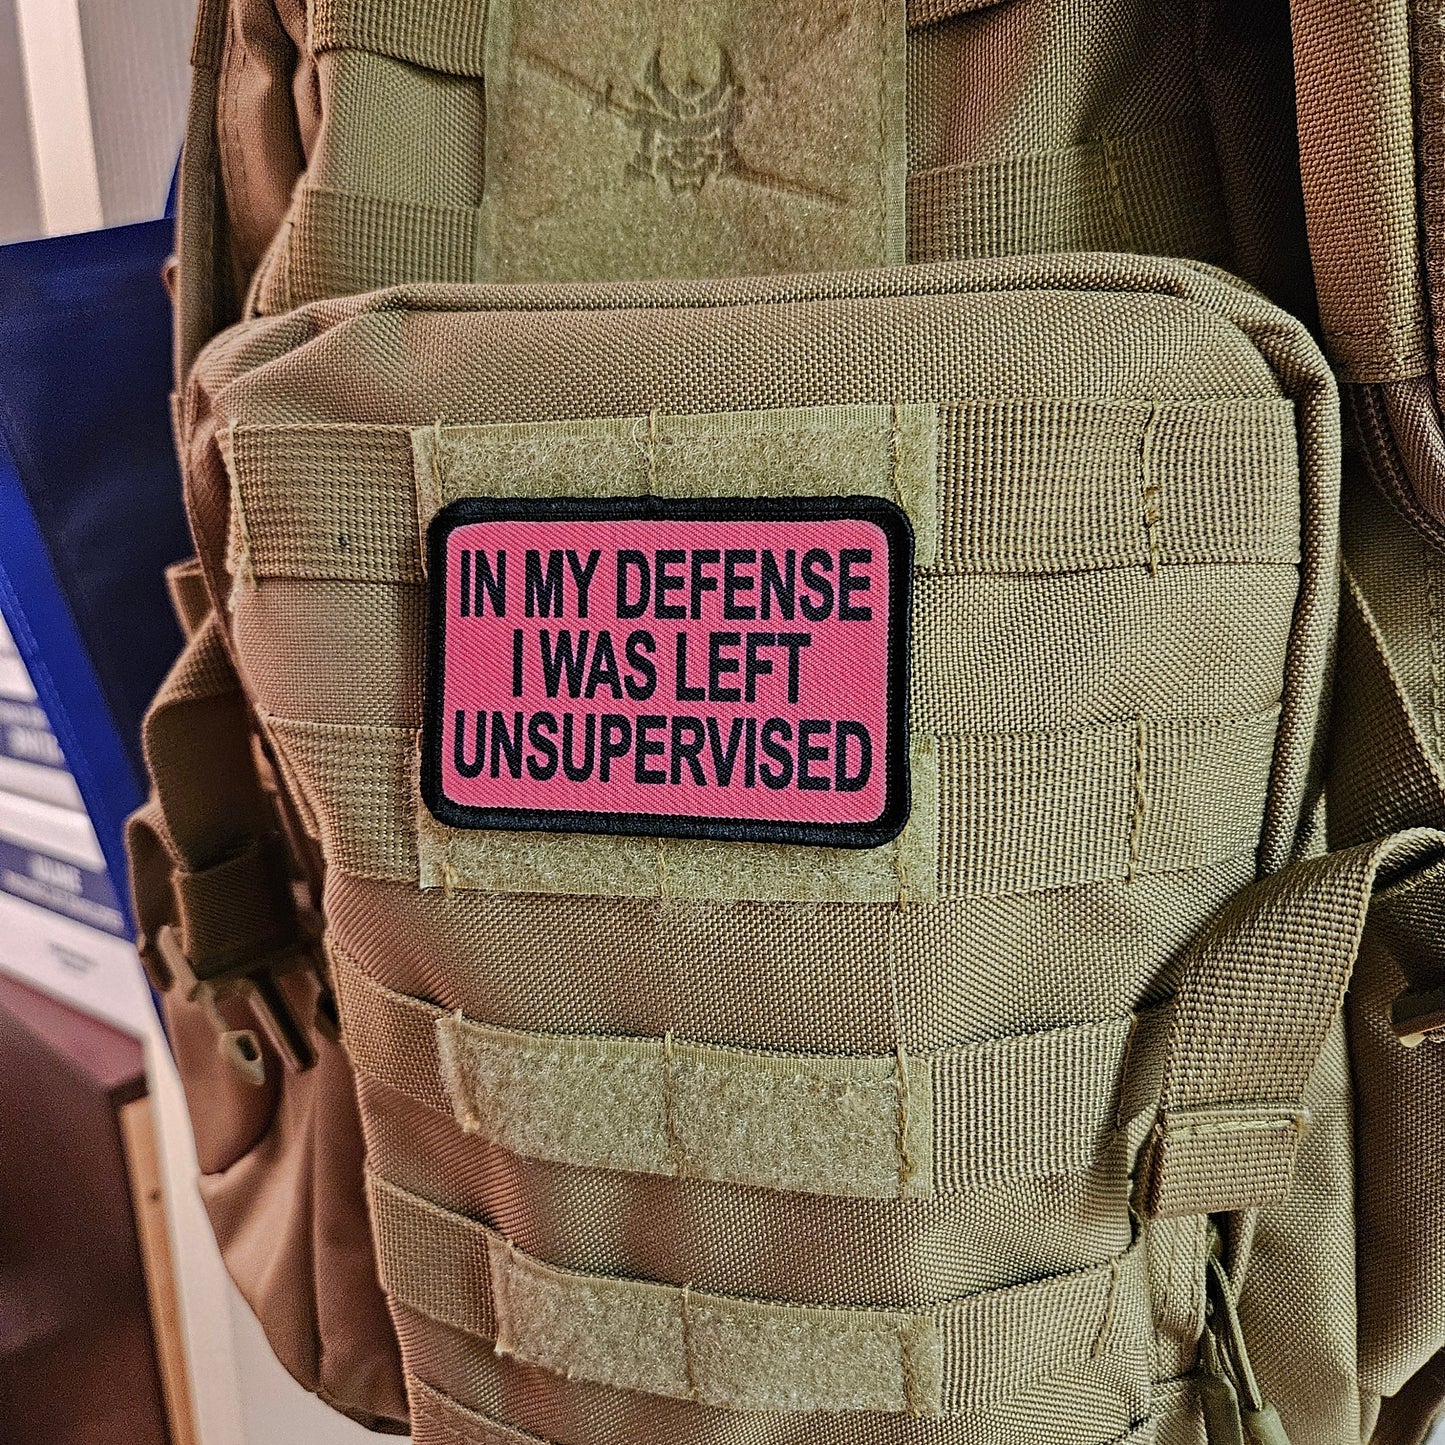 IN MY DEFENSE
I WAS LEFT
UNSUPERVISED